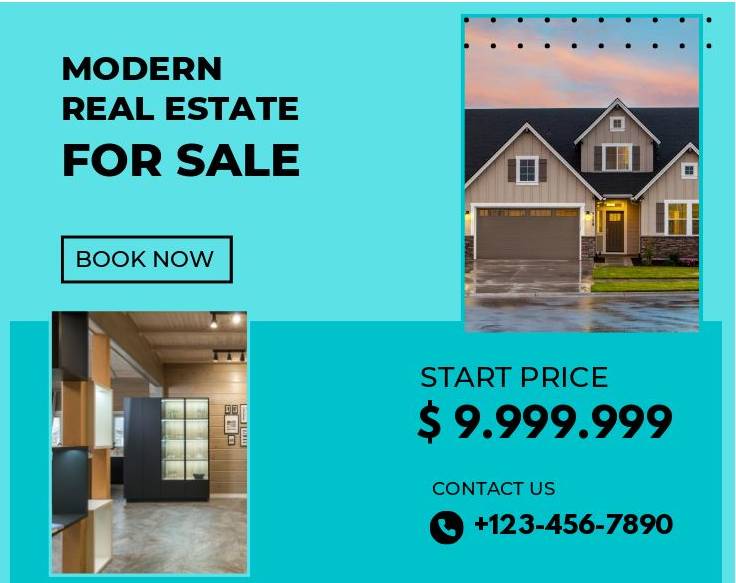 MODERN
REAL ESTATE
FOR SALE
BOOK NOW
START PRICE
$ 9.999.999
CONTACT US
+123-456-7890